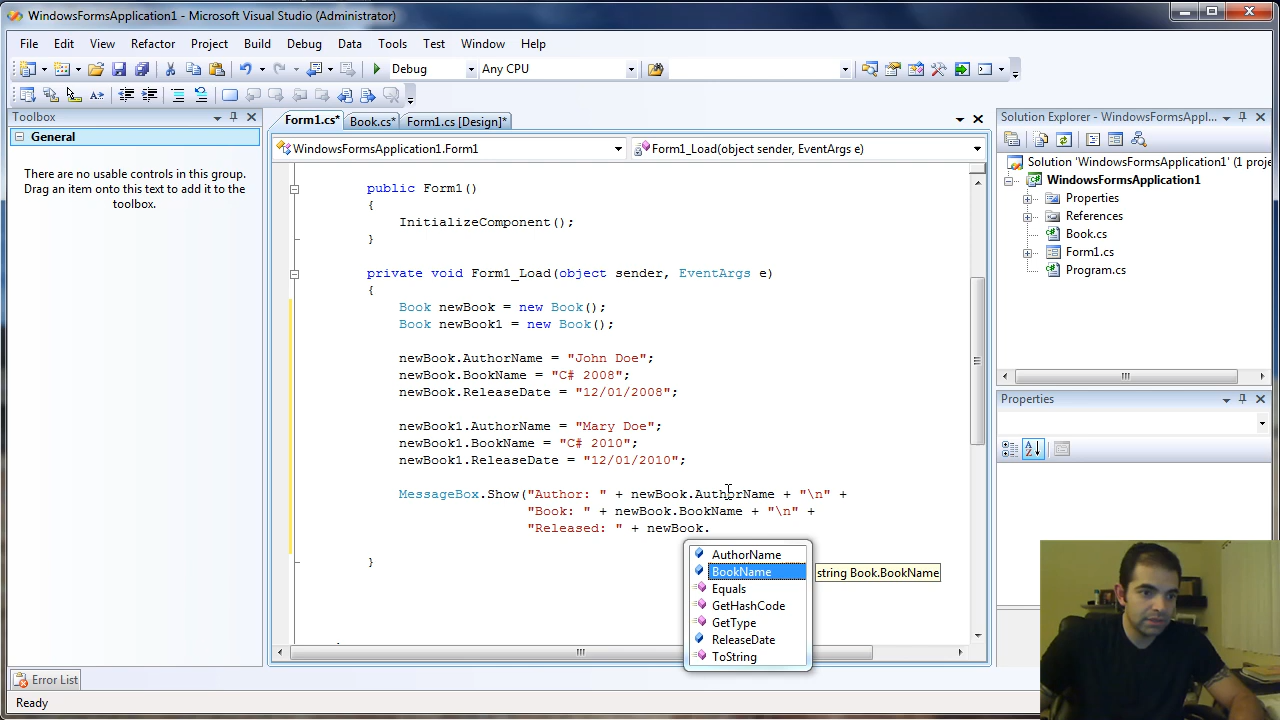 WindowsFormsApplication1 - Microsoft Visual Studio (Administrator)
File Edit View Refactor Project Build Debug Data Tools Test Window Help
Debug Any CPU
Toolbox
General
There are no usable controls in this group.
Drag an item onto this text to add it to the
toolbox.
Form1.cs* Book.cs* Form1.cs [Design]*
WindowsFormsApplication1.Form1 Form1_Load(object sender, EventArgs e)
public Form1()
{
InitializeComponent();
}
private void Form1_Load(object sender, EventArgs e)
{
Book newBook = new Book();
Book newBook1 = new Book();
newBook.AuthorName = "John Doe";
newBook.BookName = "C# 2008";
newBook.ReleaseDate = "12/01/2008";
newBook1.AuthorName = "Mary Doe";
newBook1.BookName = "C# 2010";
newBook1.ReleaseDate = "12/01/2010";
MessageBox.Show("Author: " + newBook.AuthorName + "\n" +
"Book: " + newBook.BookName + "\n" +
"Released: " + newBook.
}
AuthorName
BookName
Equals
GetHashCode
GetType
ReleaseDate
ToString
string Book.BookName
Solution Explorer - WindowsFormsAppl...
Solution 'WindowsFormsApplication1' (1 proje
WindowsFormsApplication1
Properties
References
Book.cs
Form1.cs
Program.cs
Properties
Error List
Ready